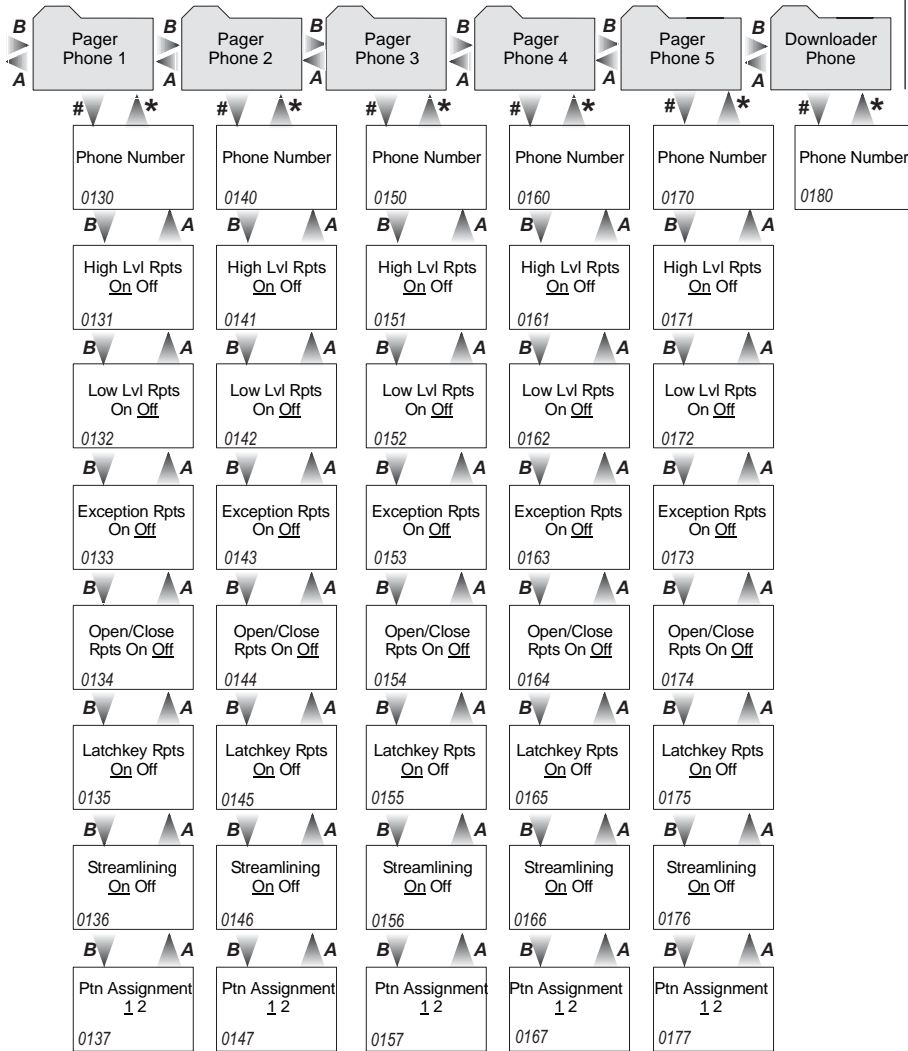 B Pager Phone 1 B Pager Phone 2 B Pager Phone 3 B Pager Phone 4 B Pager Phone 5 B Downloader Phone
A A A A A A
# * # * # * # * # * # *
Phone Number Phone Number Phone Number Phone Number Phone Number Phone Number
0130 0140 0150 0160 0170 0180
B A B A B A B A B A
High Lvl Rpts High Lvl Rpts High Lvl Rpts High Lvl Rpts High Lvl Rpts
On Off On Off On Off On Off On Off
0131 0141 0151 0161 0171
B A B A B A B A B A
Low Lvl Rpts Low Lvl Rpts Low Lvl Rpts Low Lvl Rpts Low Lvl Rpts
On Off On Off On Off On Off On Off
0132 0142 0152 0162 0172
B A B A B A B A B A
Exception Rpts Exception Rpts Exception Rpts Exception Rpts Exception Rpts
On Off On Off On Off On Off On Off
0133 0143 0153 0163 0173
B A B A B A B A B A
Open/Close Open/Close Open/Close Open/Close Open/Close
Rpts On Off Rpts On Off Rpts On Off Rpts On Off Rpts On Off
0134 0144 0154 0164 0174
B A B A B A B A B A
Latchkey Rpts Latchkey Rpts Latchkey Rpts Latchkey Rpts Latchkey Rpts
On Off On Off On Off On Off On Off
0135 0145 0155 0165 0175
B A B A B A B A B A
Streamlining Streamlining Streamlining Streamlining Streamlining
On Off On Off On Off On Off On Off
0136 0146 0156 0166 0176
B A B A B A B A B A
Ptn Assignment Ptn Assignment Ptn Assignment Ptn Assignment Ptn Assignment
1 2 1 2 1 2 1 2 1 2
0137 0147 0157 0167 0177